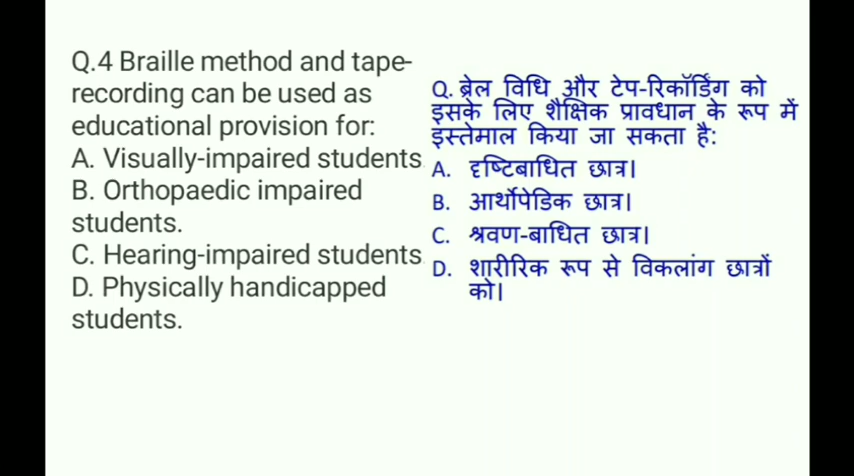 Q.4 Braille method and tape-
recording can be used as
educational provision for:
A. Visually-impaired students
B. Orthopaedic impaired
students.
C. Hearing-impaired students
D. Physically handicapped
students.
Q. ब्रेल विधि और टेप-रिकॉर्डिंग को
इसके लिए शैक्षिक प्रावधान के रूप में
इस्तेमाल किया जा सकता है:
A. दृष्टिबाधित छात्र।
B. आर्थोपेडिक छात्र।
C. श्रवण-बाधित छात्र।
D. शारीरिक रूप से विकलांग छात्रों
को।